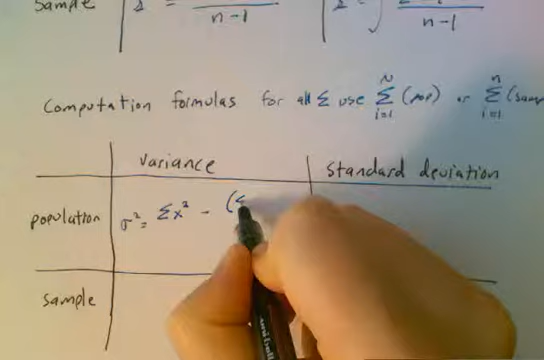 Sample s² = n-1 s = √ n-1
Computation formulas for all Σ use Σ i=1 N (pop) or Σ i=1 n (sam
variance standard deviation
population σ² = Σx² - (Σ
sample